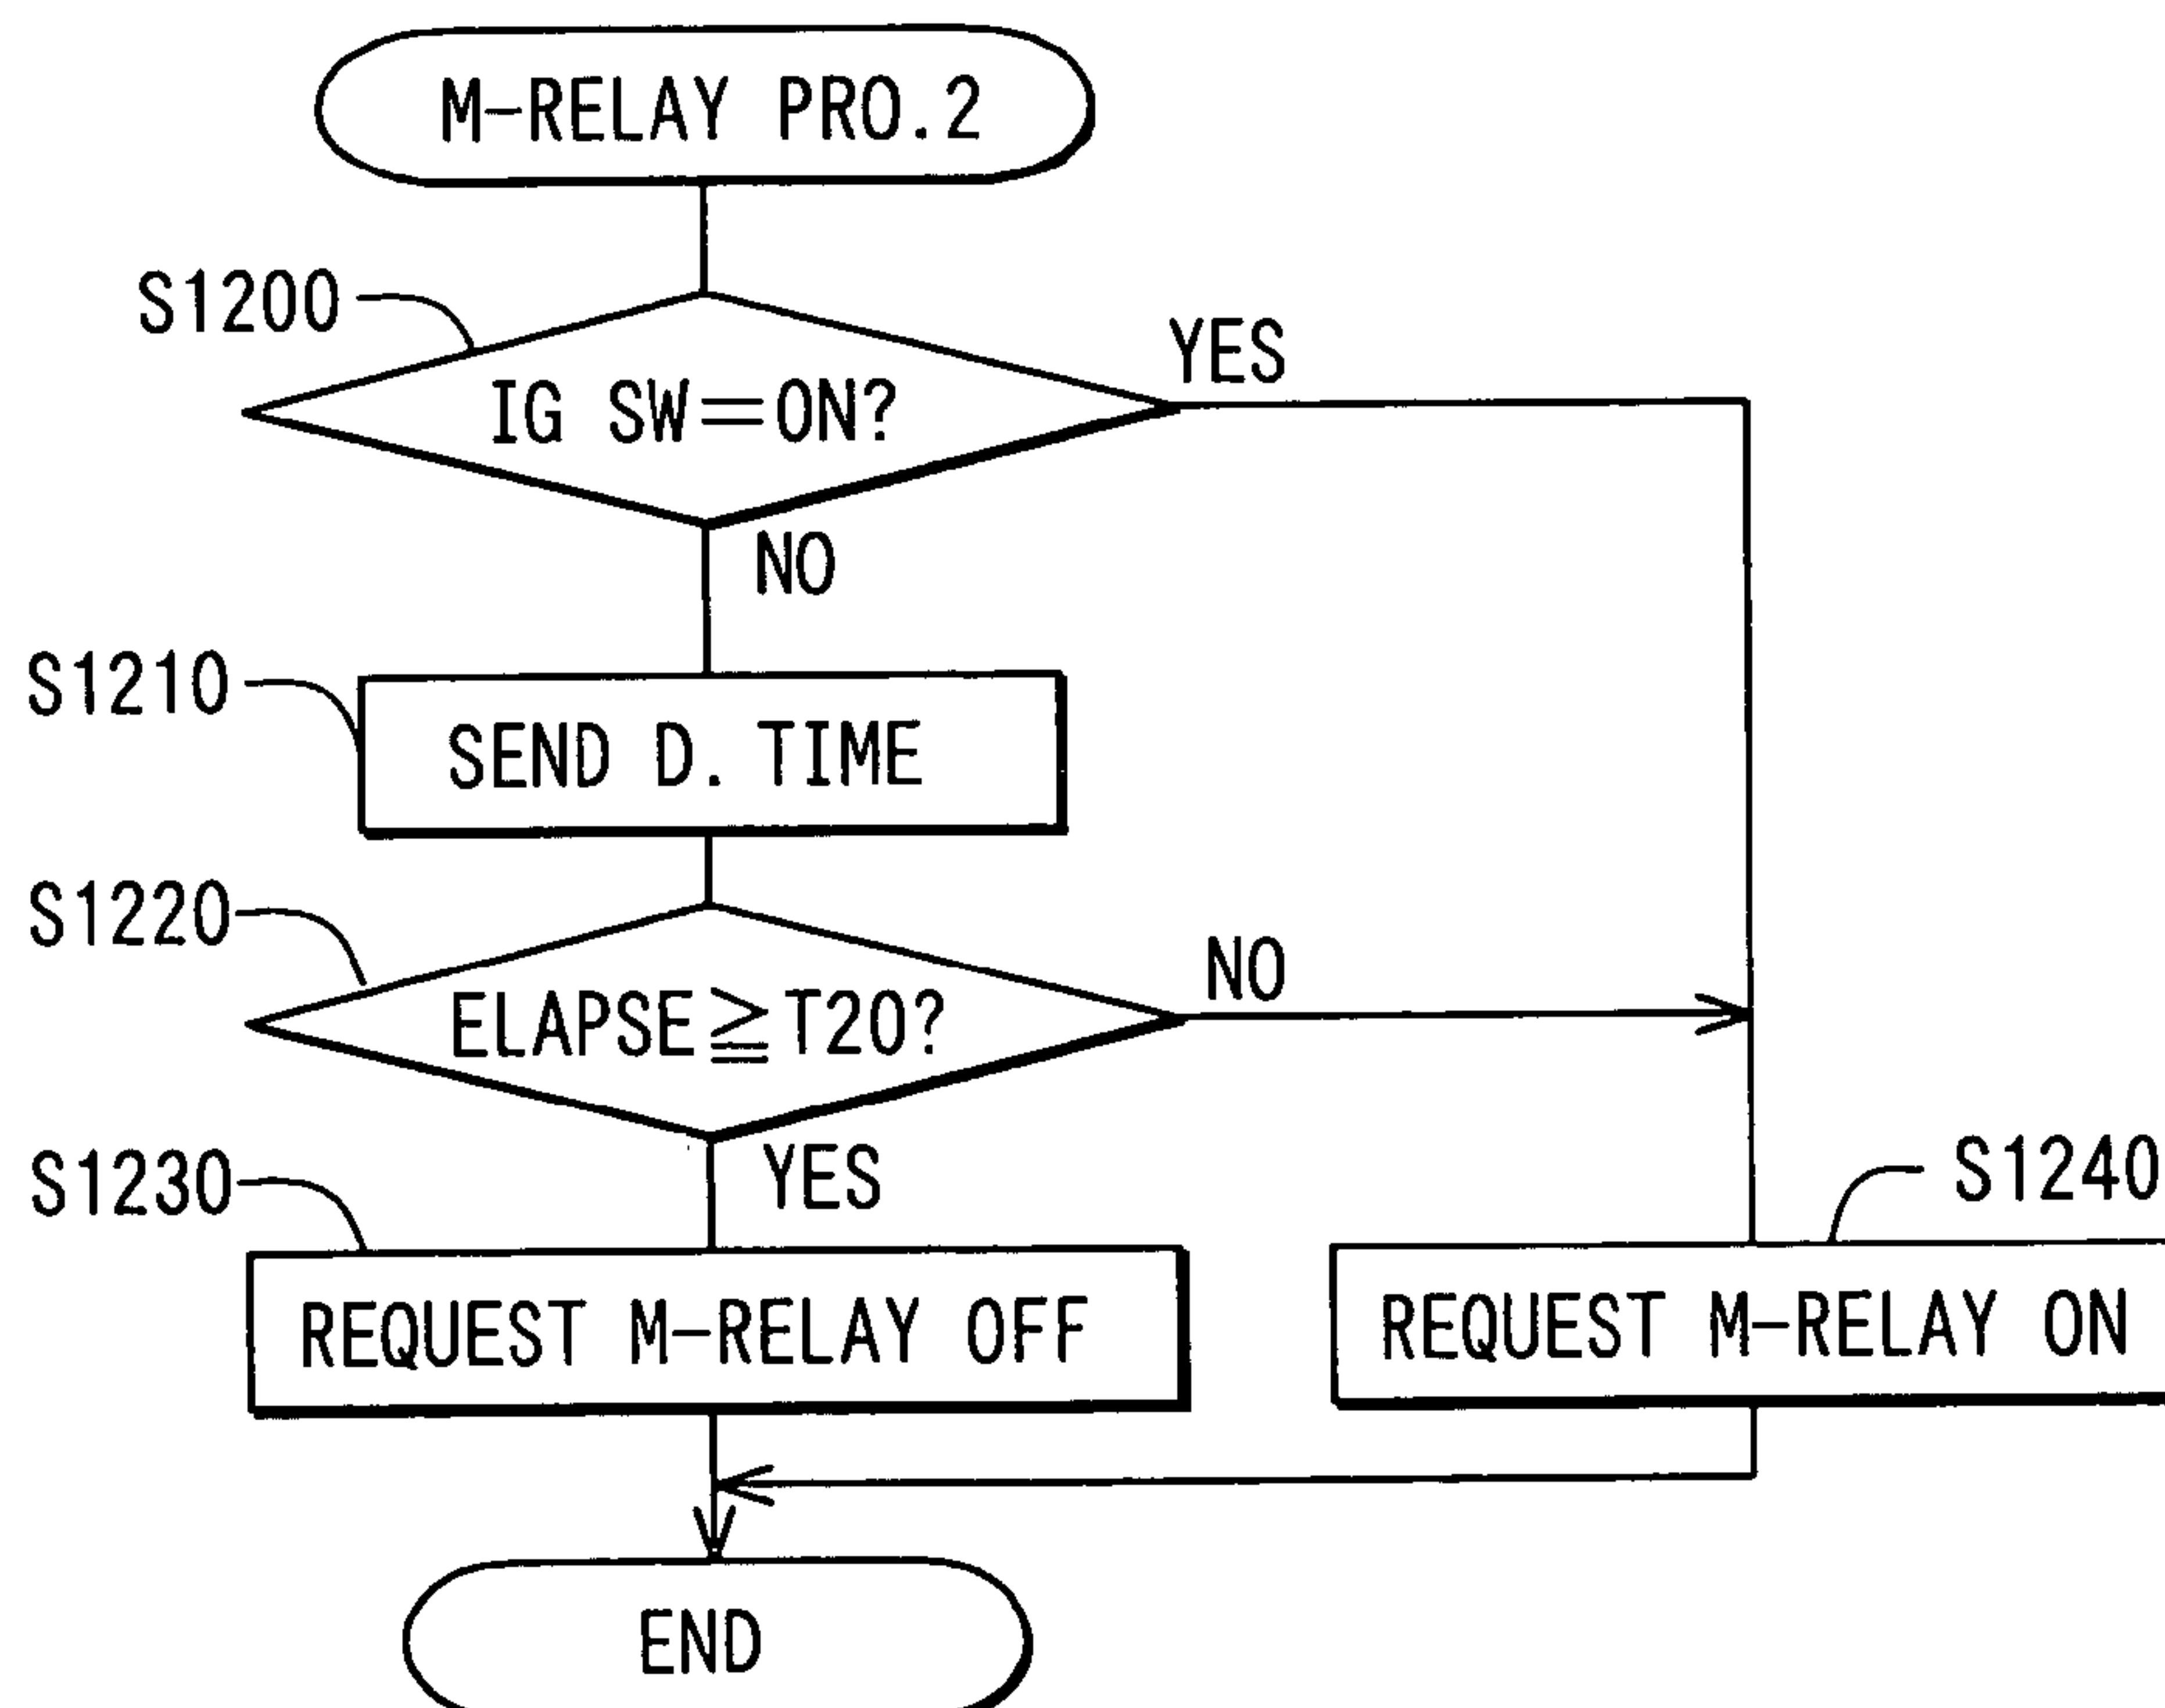 M-RELAY PRO.2
S1200
IG SW=ON?
YES
NO
S1210
SEND D. TIME
S1220
ELAPSE≧T20?
NO
YES
S1230
S1240
REQUEST M-RELAY OFF
REQUEST M-RELAY ON
END